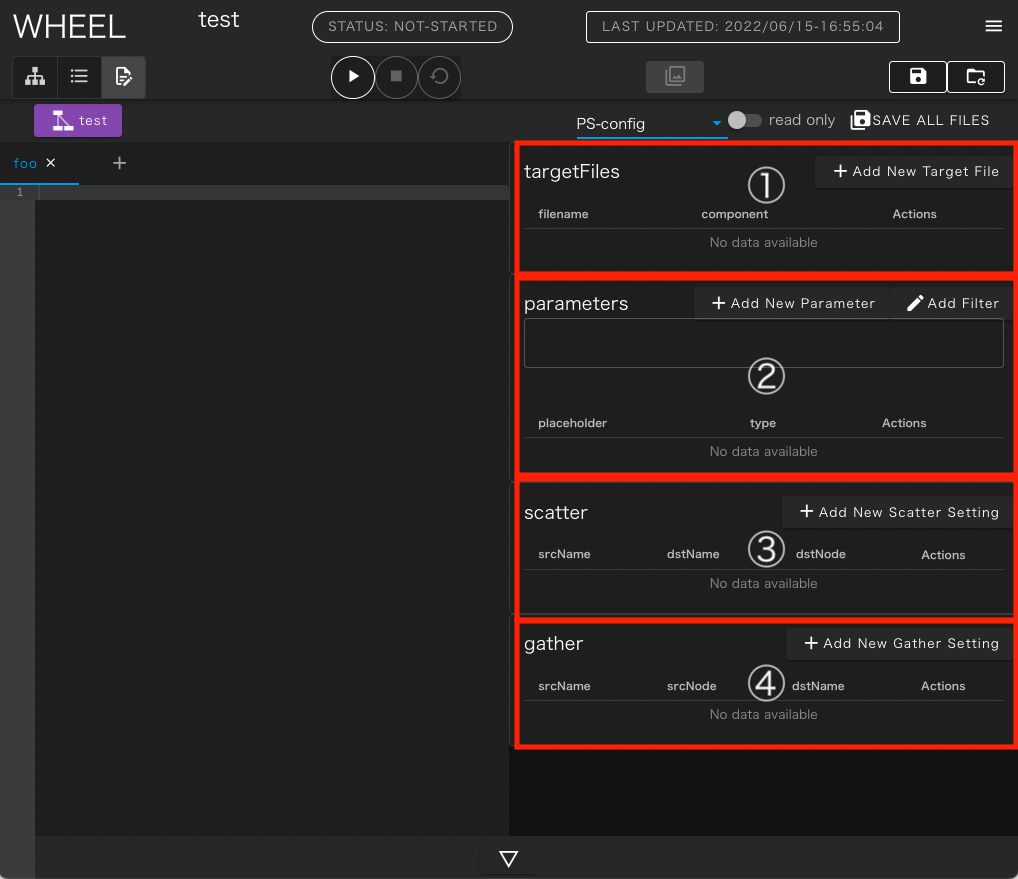 WHEEL
test
STATUS: NOT-STARTED
LAST UPDATED: 2022/06/15-16:55:04
test
PS-config
read only
SAVE ALL FILES
foo
1
targetFiles
①
Add New Target File
filename component Actions
No data available
parameters
Add New Parameter
Add Filter
②
placeholder type Actions
No data available
scatter
Add New Scatter Setting
srcName dstName ③ dstNode Actions
No data available
gather
Add New Gather Setting
srcName srcNode ④ dstName Actions
No data available